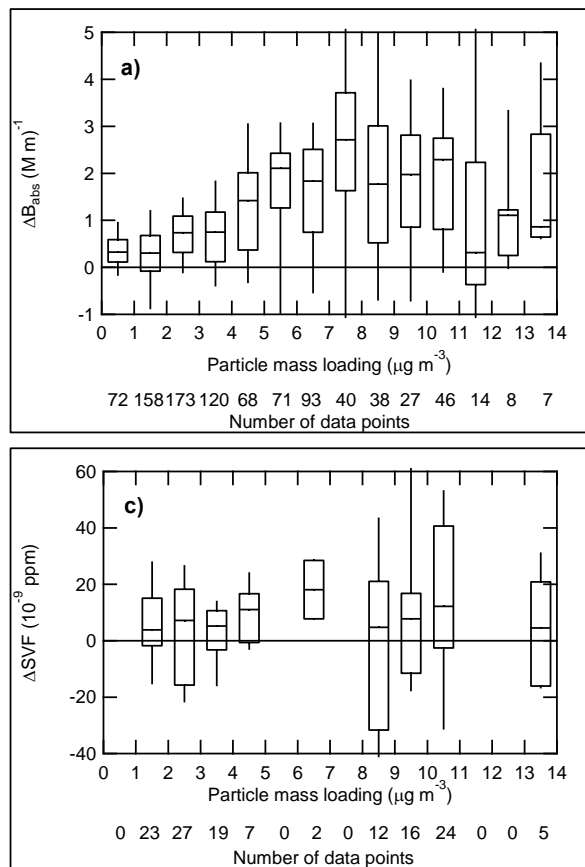 a)
5
4
3
2
1
0
-1
ΔBabs (M m)-1
0 1 2 3 4 5 6 7 8 9 10 11 12 13 14
Particle mass loading (μg m-3)
72 158 173 120 68 71 93 40 38 27 46 14 8 7
Number of data points
c)
60
40
20
0
-20
-40
ΔSVF (10-9 ppm)
0 1 2 3 4 5 6 7 8 9 10 11 12 13 14
Particle mass loading (μg m-3)
0 23 27 19 7 0 2 0 12 16 24 0 0 5
Number of data points